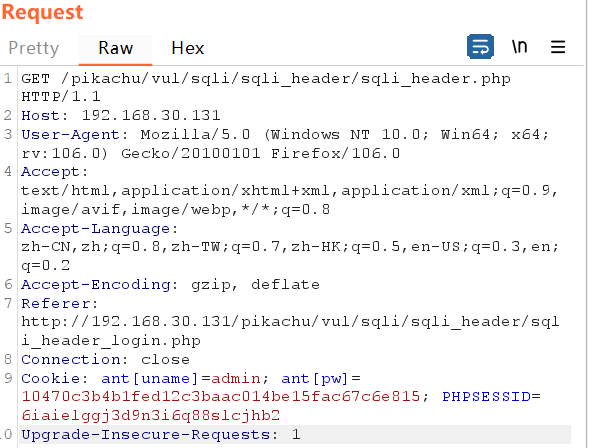 Request
Pretty Raw Hex \n
1 GET /pikachu/vul/sqli/sqli_header/sqli_header.php
HTTP/1.1
2 Host: 192.168.30.131
3 User-Agent: Mozilla/5.0 (Windows NT 10.0; Win64; x64;
rv:106.0) Gecko/20100101 Firefox/106.0
4 Accept:
text/html,application/xhtml+xml,application/xml;q=0.9,
image/avif,image/webp,*/*;q=0.8
5 Accept-Language:
zh-CN,zh;q=0.8,zh-TW;q=0.7,zh-HK;q=0.5,en-US;q=0.3,en;
q=0.2
6 Accept-Encoding: gzip, deflate
7 Referer:
http://192.168.30.131/pikachu/vul/sqli/sqli_header/sql
i_header_login.php
8 Connection: close
9 Cookie: ant[uname]=admin; ant[pw]=
10470c3b4b1fed12c3baac014be15fac67c6e815; PHPSESSID=
6iaielggj3d9n3i6q88slcjhb2
10 Upgrade-Insecure-Requests: 1